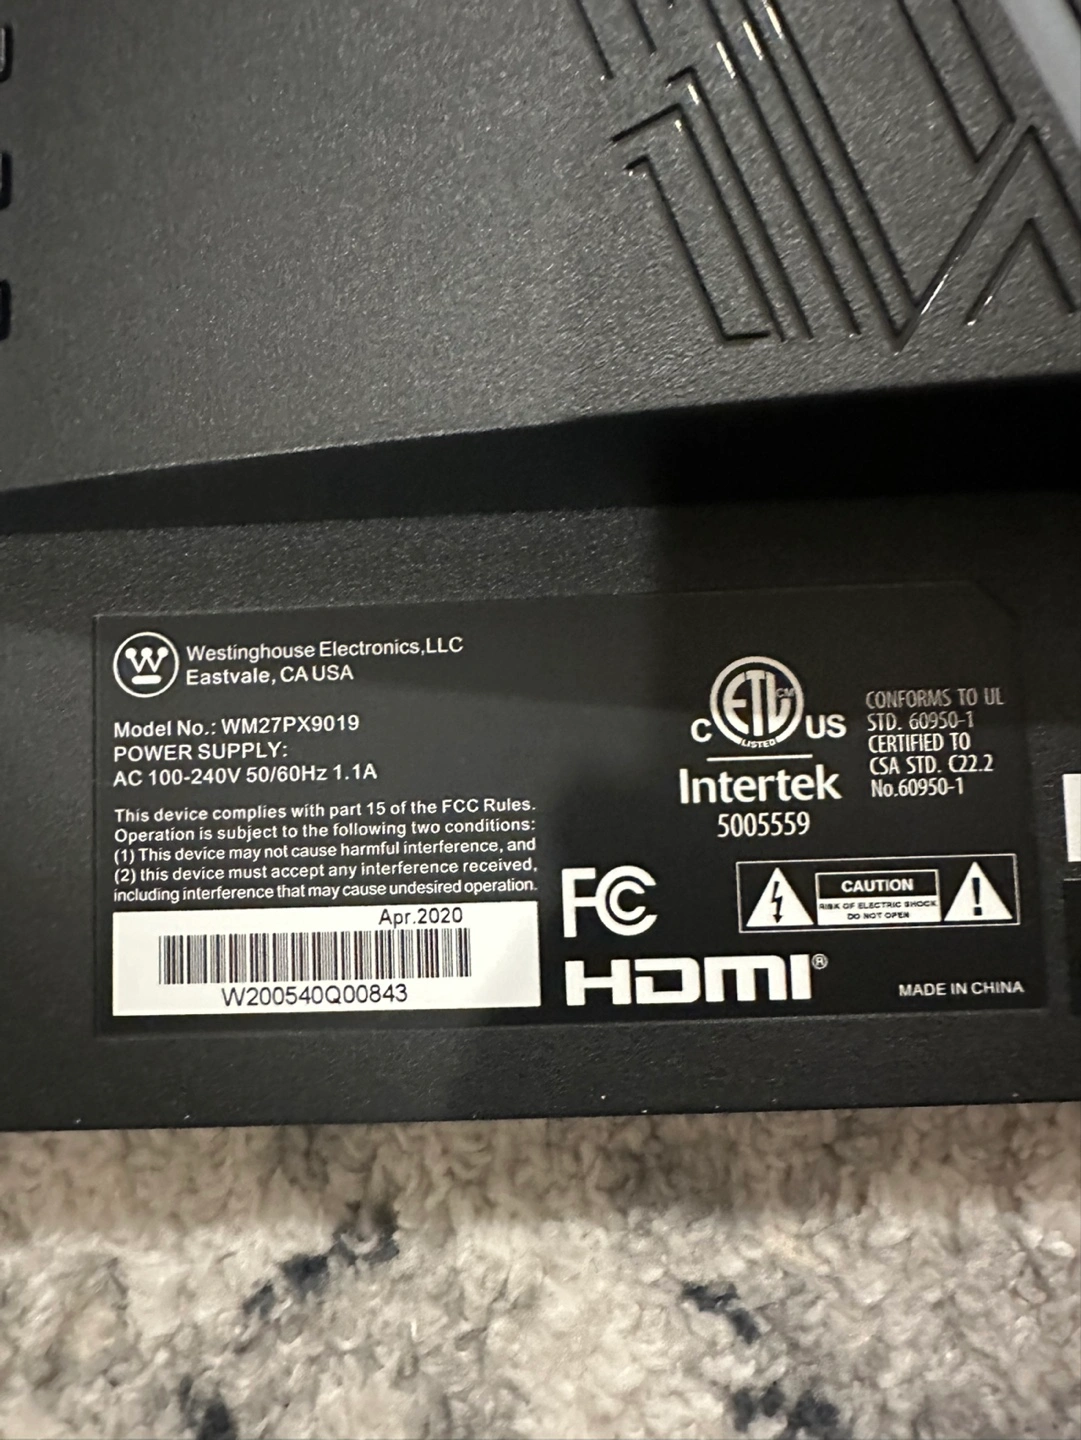 W
Westinghouse Electronics,LLC
Eastvale, CA USA
Model No.: WM27PX9019
POWER SUPPLY:
AC 100-240V 50/60Hz 1.1A
This device complies with part 15 of the FCC Rules.
Operation is subject to the following two conditions:
(1) This device may not cause harmful interference, and
(2) this device must accept any interference received,
including interference that may cause undesired operation.
Apr.2020
W200540Q00843
C ETL CM US
LISTED
Intertek
5005559
CONFORMS TO UL
STD. 60950-1
CERTIFIED TO
CSA STD. C22.2
No.60950-1
FC
CAUTION
RISK OF ELECTRIC SHOCK
DO NOT OPEN
!
HDMI®
MADE IN CHINA